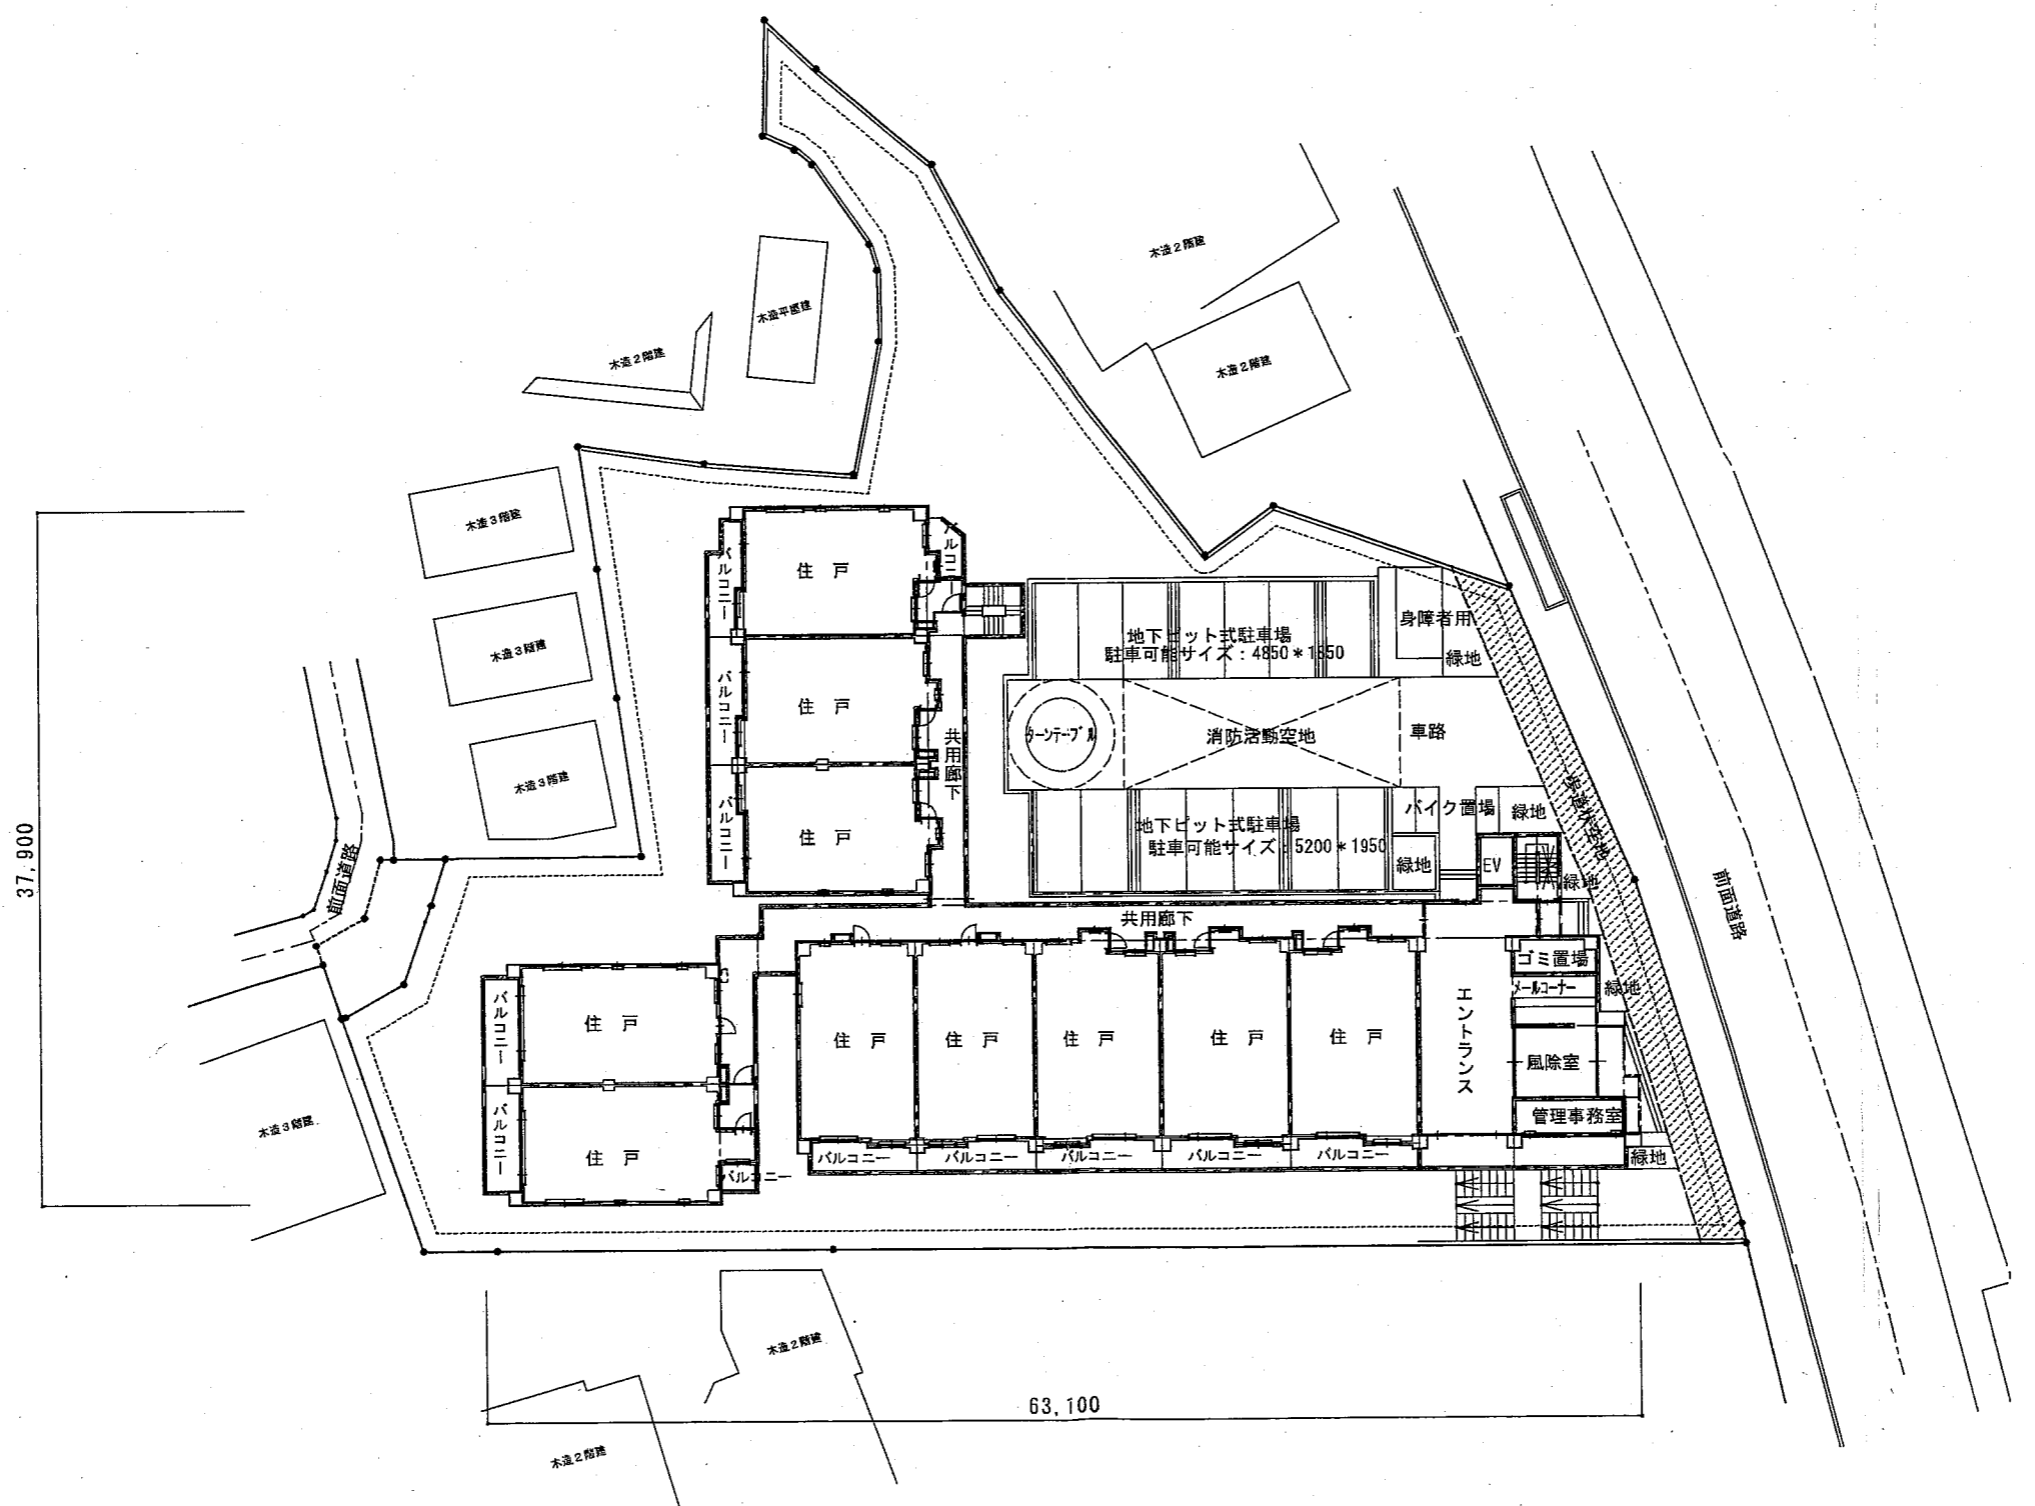 木造２階建
木造２階建
木造平屋建
木造２階建
木造３階建
木造３階建
木造３階建
木造３階建
木造２階建
木造２階建
37,900
63,100
前面道路
前面道路
歩道状空地
バルコニー
バルコニー
バルコニー
バルコニ
住　戸
住　戸
住　戸
共用廊下
地下ピット式駐車場
駐車可能サイズ：4850＊1550
身障者用
緑地
ターンテーブル
消防活動空地
車路
地下ピット式駐車場
駐車可能サイズ：5200＊1950
バイク置場
緑地
緑地
EV
緑地
共用廊下
ゴミ置場
メールコーナー
緑地
風除室
管理事務室
緑地
エントランス
バルコニー
バルコニー
住　戸
住　戸
バルコニー
住　戸
住　戸
住　戸
住　戸
住　戸
バルコニー
バルコニー
バルコニー
バルコニー
バルコニー